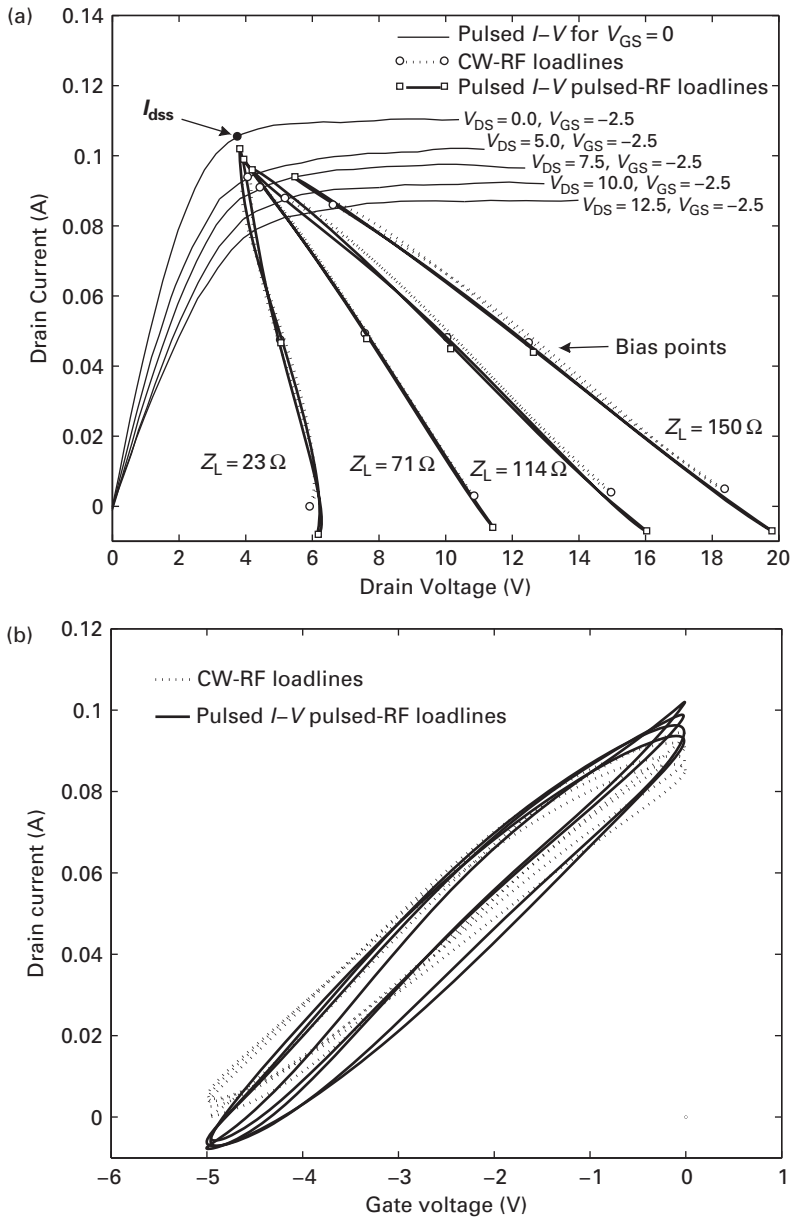 (a)
0.14
0.12
0.1
0.08
0.06
0.04
0.02
0
Drain Current (A)
Pulsed I–V for VGS = 0
CW-RF loadlines
Pulsed I–V pulsed-RF loadlines
Idss
VDS = 0.0, VGS = −2.5
VDS = 5.0, VGS = −2.5
VDS = 7.5, VGS = −2.5
VDS = 10.0, VGS = −2.5
VDS = 12.5, VGS = −2.5
Bias points
ZL = 23 Ω
ZL = 71 Ω
ZL = 114 Ω
ZL = 150 Ω
0 2 4 6 8 10 12 14 16 18 20
Drain Voltage (V)
(b)
0.12
0.1
0.08
0.06
0.04
0.02
0
Drain current (A)
CW-RF loadlines
Pulsed I–V pulsed-RF loadlines
−6 −5 −4 −3 −2 −1 0 1
Gate voltage (V)